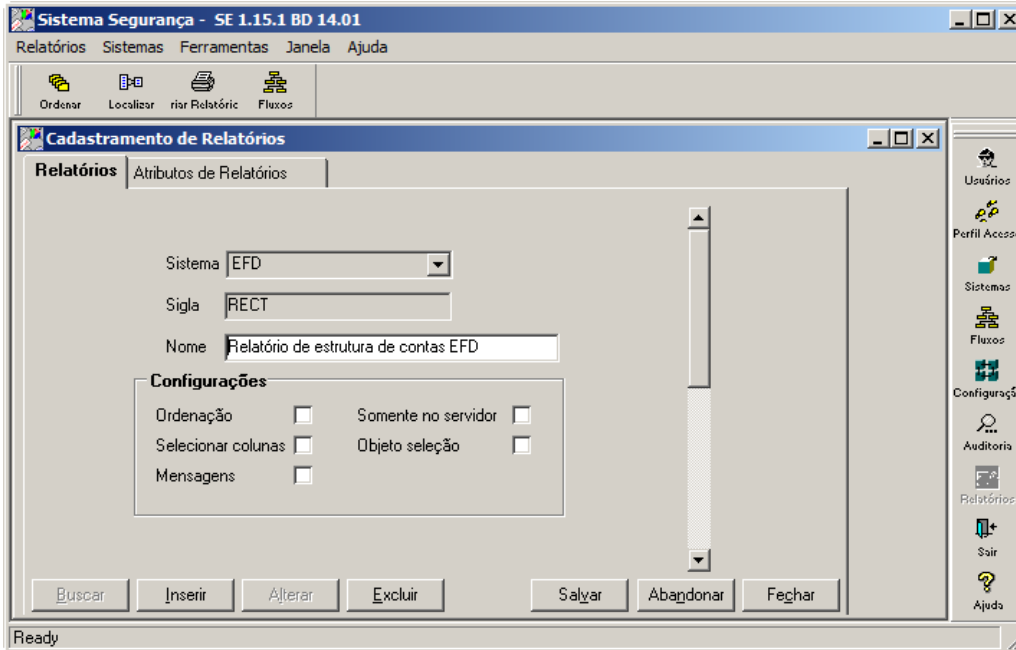 Sistema Segurança - SE 1.15.1 BD 14.01
Relatórios Sistemas Ferramentas Janela Ajuda
Ordenar Localizar riar Relatóric Fluxos
Cadastramento de Relatórios
Relatórios Atributos de Relatórios
Sistema EFD
Sigla RECT
Nome Relatório de estrutura de contas EFD
Configurações
Ordenação Somente no servidor
Selecionar colunas Objeto seleção
Mensagens
Buscar Inserir Alterar Excluir Salvar Abandonar Fechar
Usuários
Perfil Acess
Sistemas
Fluxos
Configuraçã
Auditoria
Relatórios
Sair
Ajuda
Ready